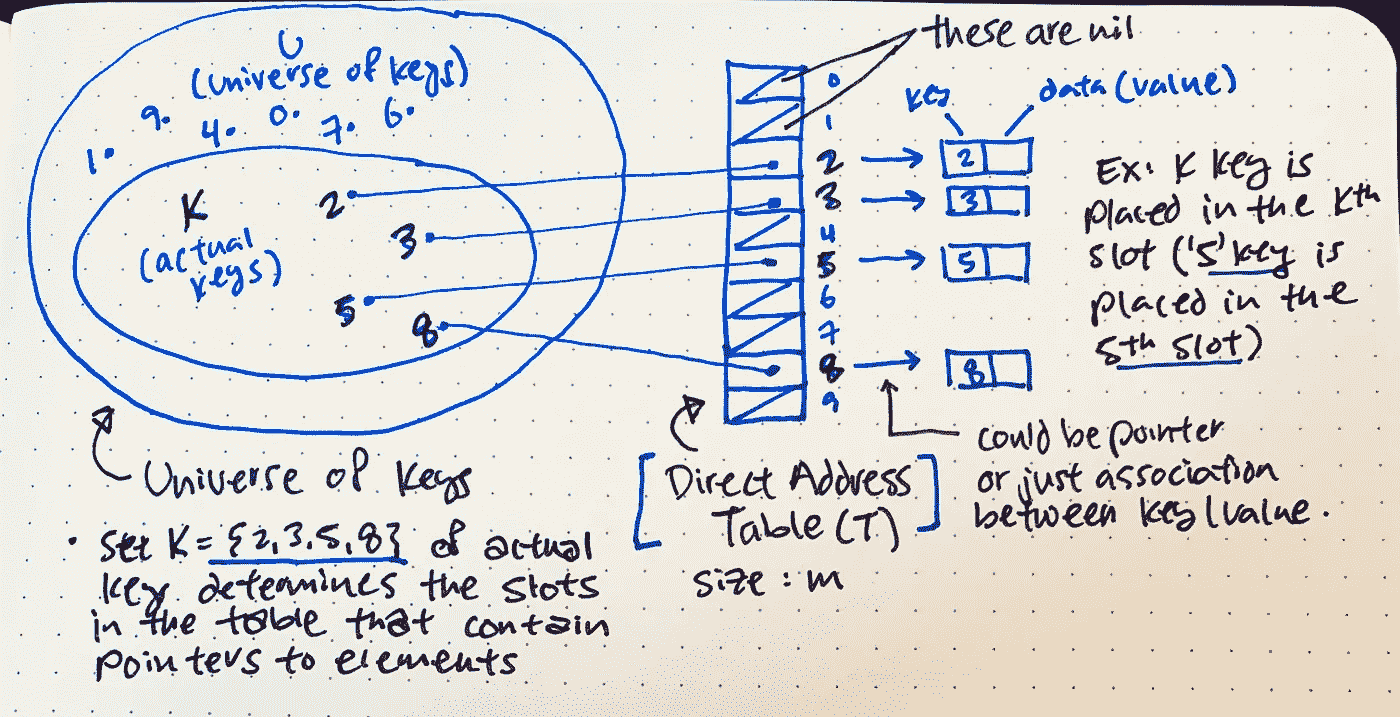 U
(universe of keys)
1. 9. 4. 0. 7. 6.
K
(actual
keys)
2
3
5
8
Universe of Keys
• Set K = {2,3,5,8} of actual
keys determines the slots
in the table that contain
pointers to elements
these are nil
0
1
2
3
4
5
6
7
8
9
key
data (value)
2
3
5
8
Ex: K key is
placed in the Kth
slot ('5' key is
placed in the
5th slot)
[Direct Address
Table (T)]
size : m
could be pointer
or just association
between key/value.